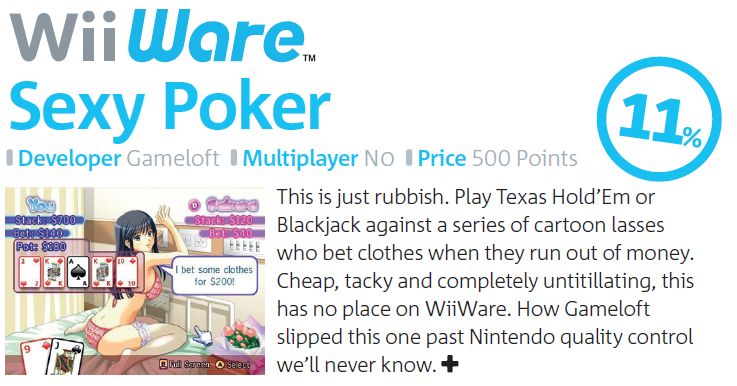 WiiWare™
Sexy Poker
11%
Developer Gameloft Multiplayer No Price 500 Points
You
Stack: $700
Bet: $140
Pot: $180
D Sakura
Stack: $120
Bet: $40
2 K A K 10
I bet some clothes
for $200!
9 J
B Full Screen A Select
This is just rubbish. Play Texas Hold'Em or
Blackjack against a series of cartoon lasses
who bet clothes when they run out of money.
Cheap, tacky and completely untitillating, this
has no place on WiiWare. How Gameloft
slipped this one past Nintendo quality control
we'll never know.